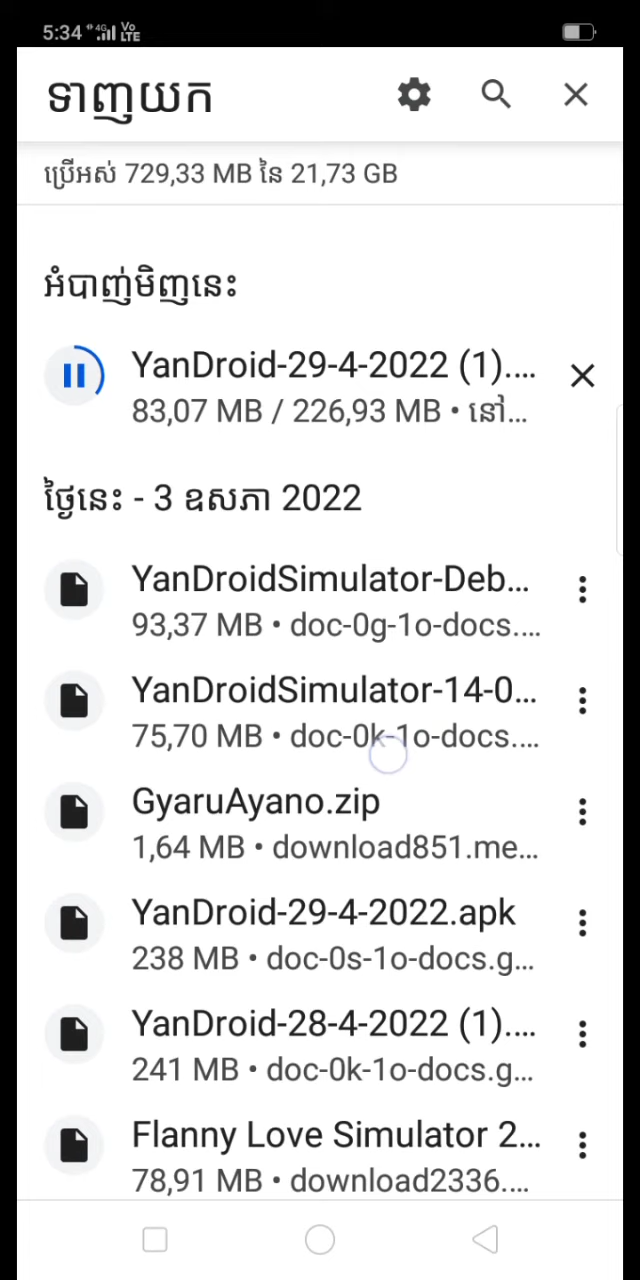 5:34 4G Vo LTE
ទាញយក
ប្រើអស់ 729,33 MB នៃ 21,73 GB
អំបាញ់មិញនេះ
YanDroid-29-4-2022 (1)....
83,07 MB / 226,93 MB • នៅ...
ថ្ងៃនេះ - 3 ឧសភា 2022
YanDroidSimulator-Deb...
93,37 MB • doc-0g-1o-docs....
YanDroidSimulator-14-0...
75,70 MB • doc-0k-1o-docs....
GyaruAyano.zip
1,64 MB • download851.me...
YanDroid-29-4-2022.apk
238 MB • doc-0s-1o-docs.g...
YanDroid-28-4-2022 (1)....
241 MB • doc-0k-1o-docs.g...
Flanny Love Simulator 2...
78,91 MB • download2336....